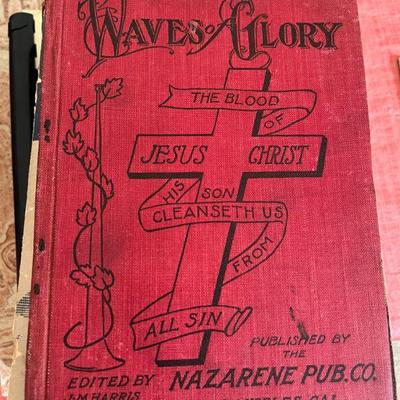 WAVES OF GLORY
THE BLOOD
OF
JESUS CHRIST
HIS
SON
CLEANSETH US
FROM
ALL SIN
PUBLISHED BY
THE
EDITED BY NAZARENE PUB. CO.
J.M. HARRIS